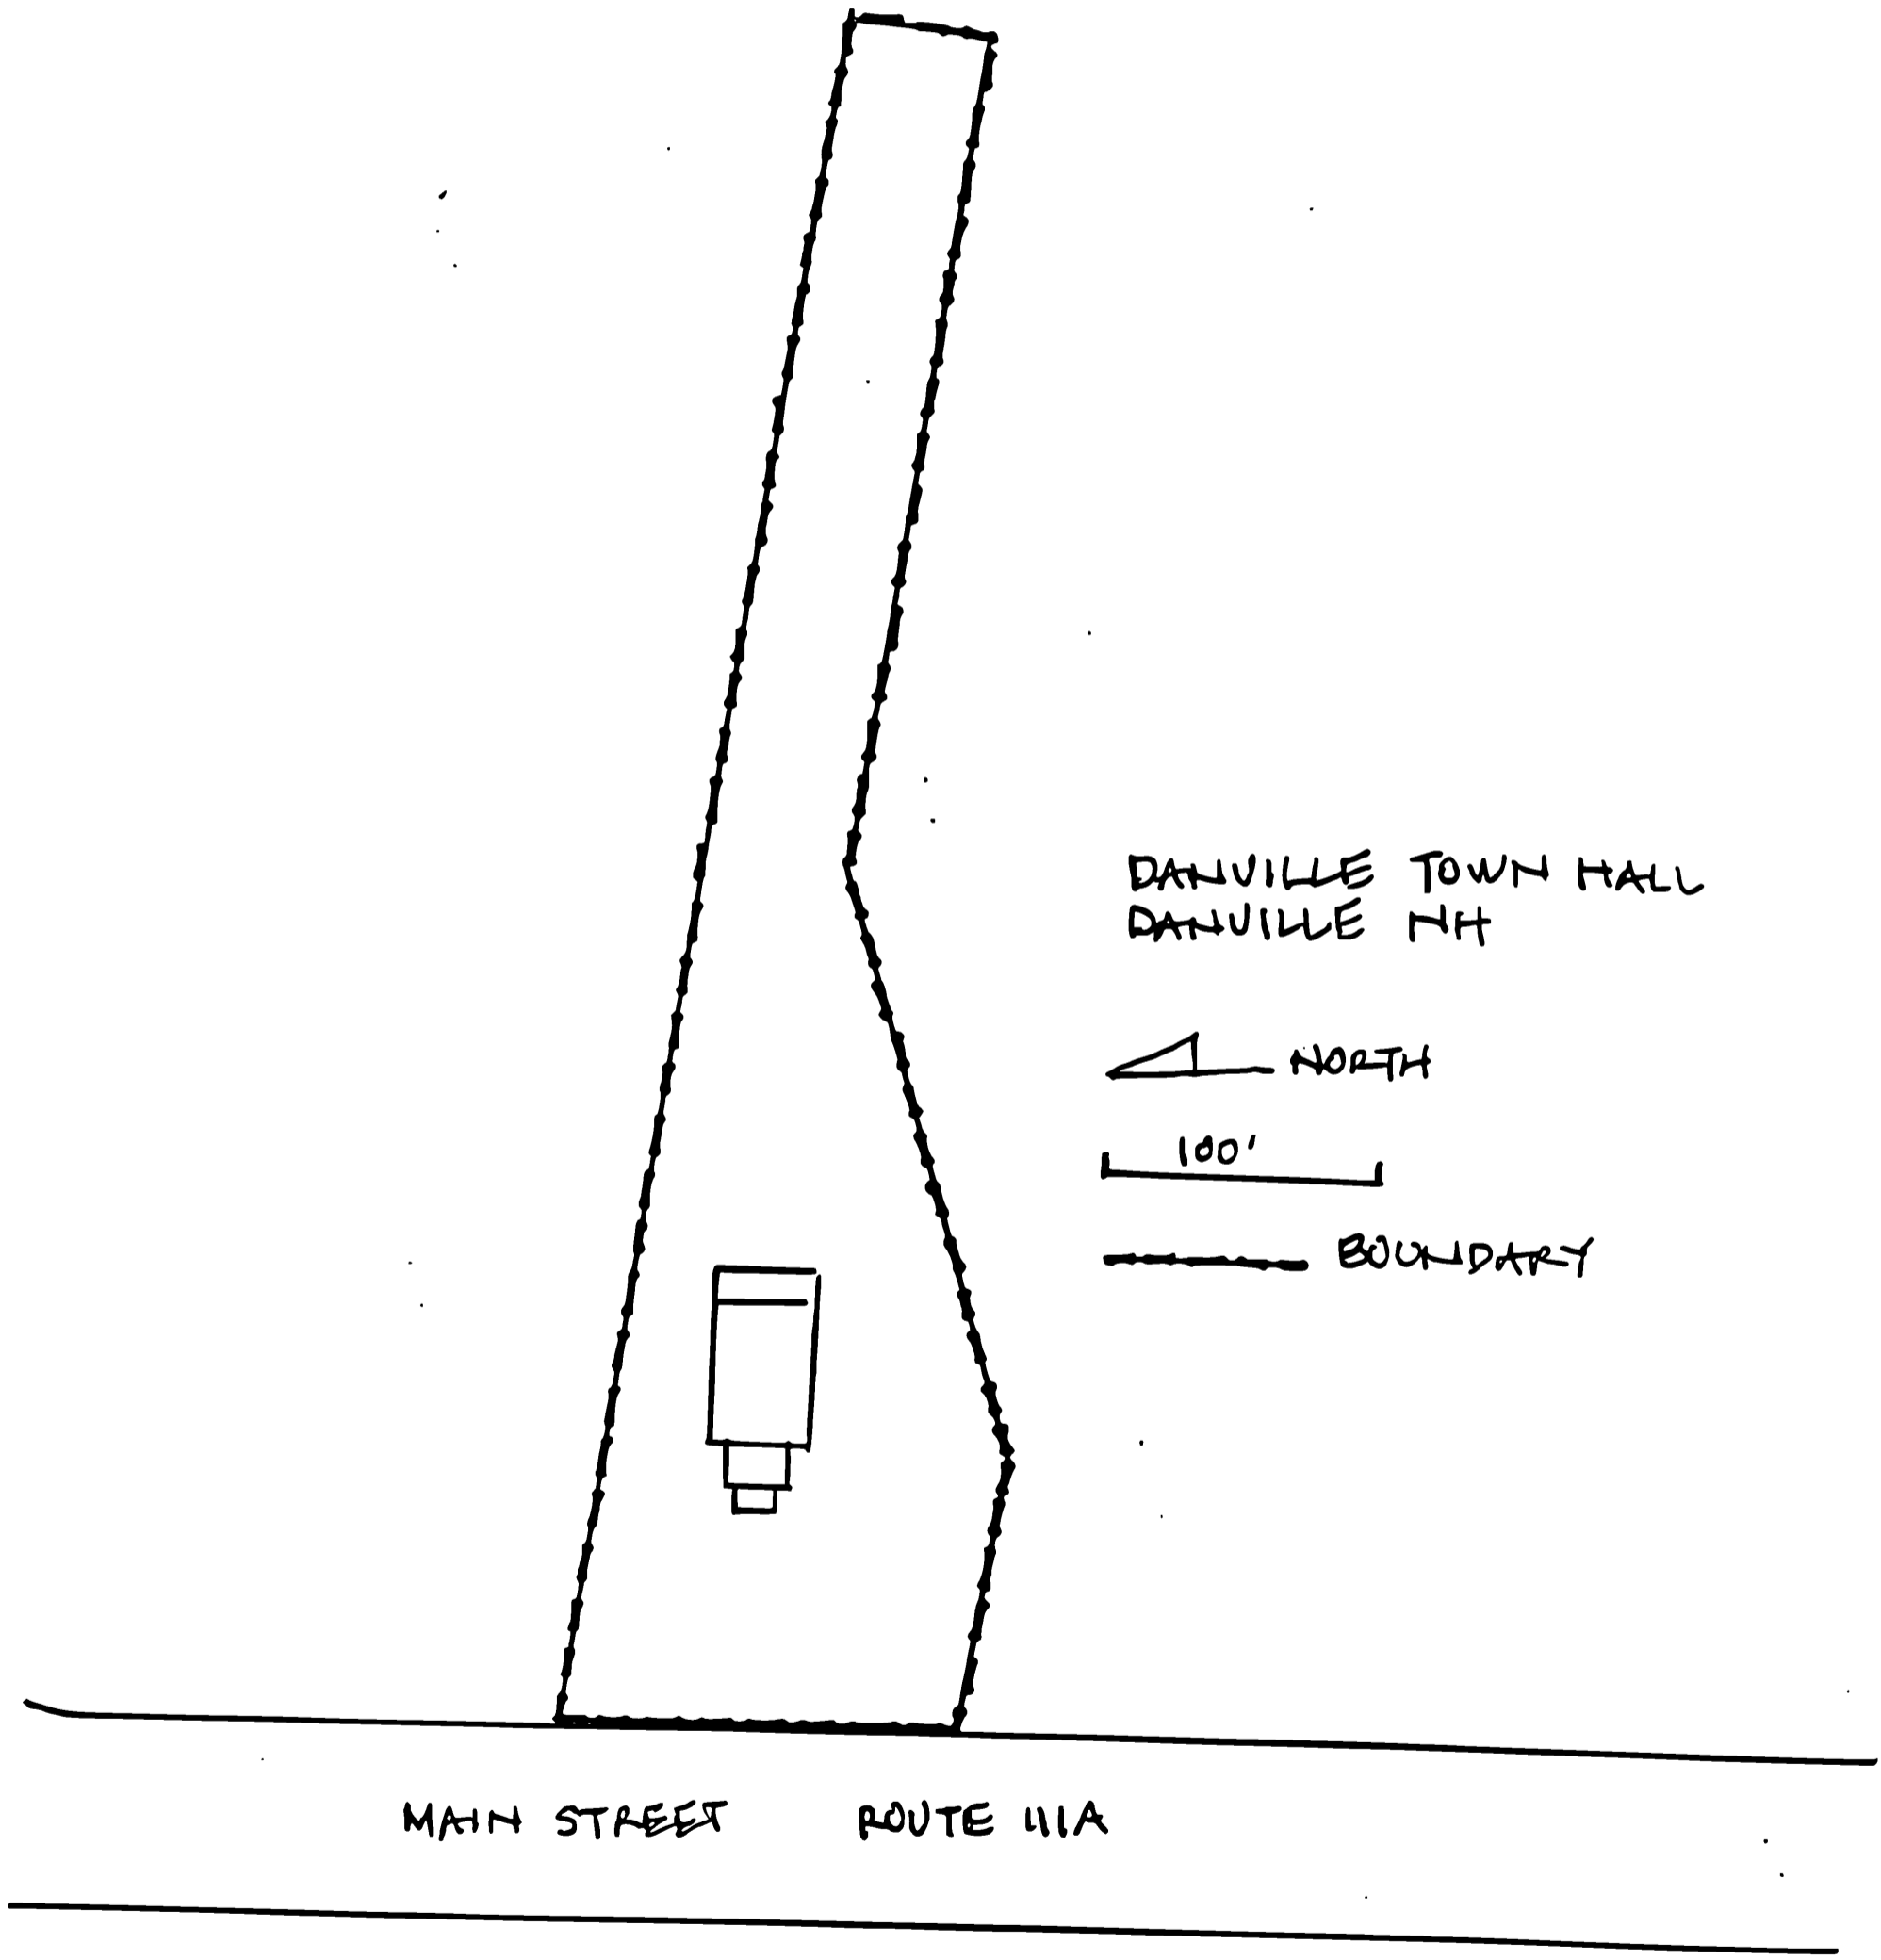 DANVILLE TOWN HALL
DANVILLE NH
NORTH
100'
BOUNDARY
MAIN STREET ROUTE 111A